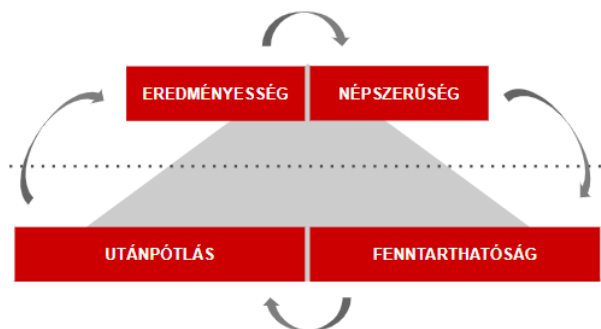 EREDMÉNYESSÉG
NÉPSZERŰSÉG
UTÁNPÓTLÁS
FENNTARTHATÓSÁG